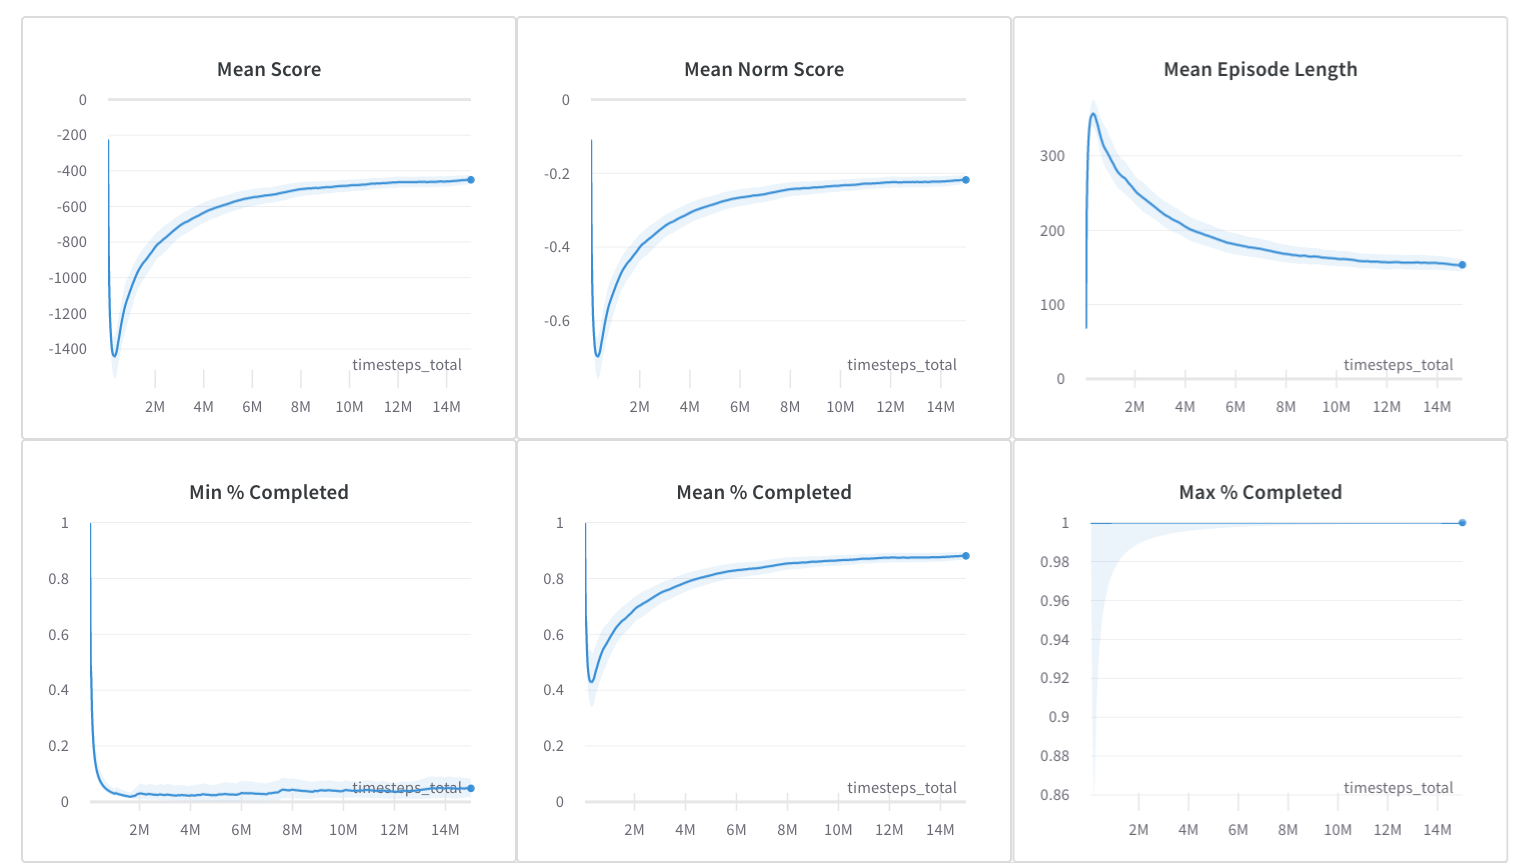 Mean Score
0
-200
-400
-600
-800
-1000
-1200
-1400
timesteps_total
2M 4M 6M 8M 10M 12M 14M
Mean Norm Score
0
-0.2
-0.4
-0.6
timesteps_total
2M 4M 6M 8M 10M 12M 14M
Mean Episode Length
300
200
100
0
timesteps_total
2M 4M 6M 8M 10M 12M 14M
Min % Completed
1
0.8
0.6
0.4
0.2
0
timesteps_total
2M 4M 6M 8M 10M 12M 14M
Mean % Completed
1
0.8
0.6
0.4
0.2
0
timesteps_total
2M 4M 6M 8M 10M 12M 14M
Max % Completed
1
0.98
0.96
0.94
0.92
0.9
0.88
0.86
timesteps_total
2M 4M 6M 8M 10M 12M 14M